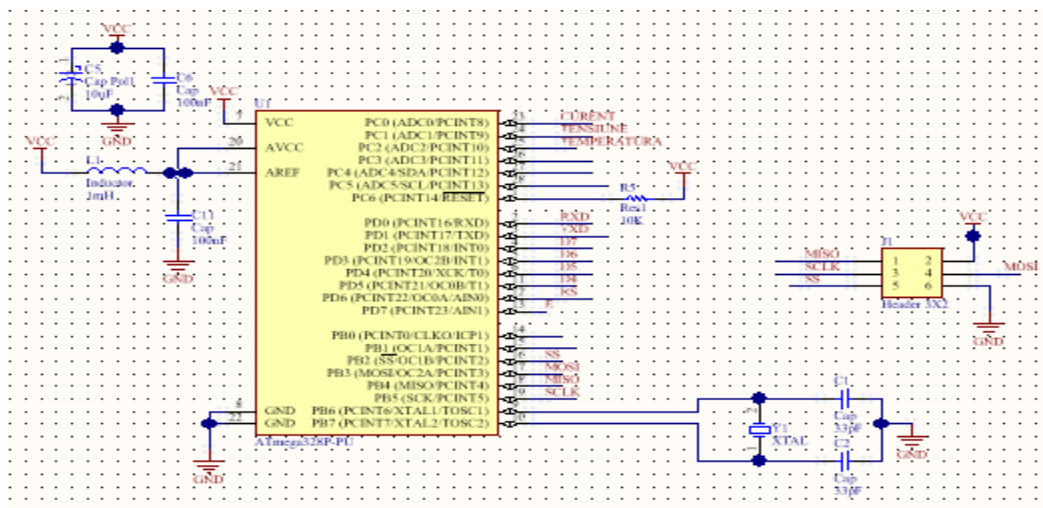 VCC
C5
Cap Pol1
10uF
C6
Cap
100nF
1
2
GND
VCC
U1
7 VCC
20 AVCC
21 AREF
VCC
L1
Inductor
1mH
C11
Cap
100nF
GND
8 GND
22 GND
GND
PC0 (ADC0/PCINT8) 23 CURENT
PC1 (ADC1/PCINT9) 24 TENSIUNE
PC2 (ADC2/PCINT10) 25 TEMPERATURA
PC3 (ADC3/PCINT11)
PC4 (ADC4/SDA/PCINT12)
PC5 (ADC5/SCL/PCINT13)
PC6 (PCINT14/RESET)
R5
Res1
10K
VCC
PD0 (PCINT16/RXD) RXD
PD1 (PCINT17/TXD)
PD2 (PCINT18/INT0) D7
PD3 (PCINT19/OC2B/INT1) D6
PD4 (PCINT20/XCK/T0) D5
PD5 (PCINT21/OC0B/T1) D4
PD6 (PCINT22/OC0A/AIN0) RS
PD7 (PCINT23/AIN1) E
PB0 (PCINT0/CLKO/ICP1)
PB1 (OC1A/PCINT1)
PB2 (SS/OC1B/PCINT2) SS
PB3 (MOSI/OC2A/PCINT3) MOSI
PB4 (MISO/PCINT4) MISO
PB5 (SCK/PCINT5) SCLK
PB6 (PCINT6/XTAL1/TOSC1)
PB7 (PCINT7/XTAL2/TOSC2)
ATmega328P-PU
VCC
J1
MISO 1 2
SCLK 3 4 MOSI
SS 5 6
Header 3X2
GND
2
Y1
XTAL
1
C1
Cap
33pF
C2
Cap
33pF
GND